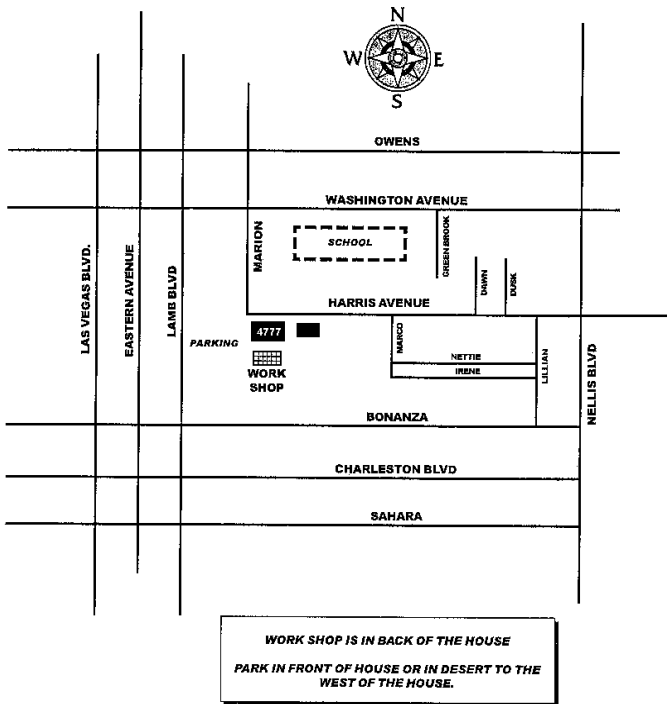 N
W E
S
OWENS
WASHINGTON AVENUE
MARION
SCHOOL
GREEN BROOK
LAS VEGAS BLVD.
EASTERN AVENUE
LAMB BLVD
DAWN
DUSK
HARRIS AVENUE
PARKING
4777
WORK
SHOP
MARCO
NETTIE
IRENE
LILLIAN
NELLIS BLVD
BONANZA
CHARLESTON BLVD
SAHARA
WORK SHOP IS IN BACK OF THE HOUSE
PARK IN FRONT OF HOUSE OR IN DESERT TO THE
WEST OF THE HOUSE.